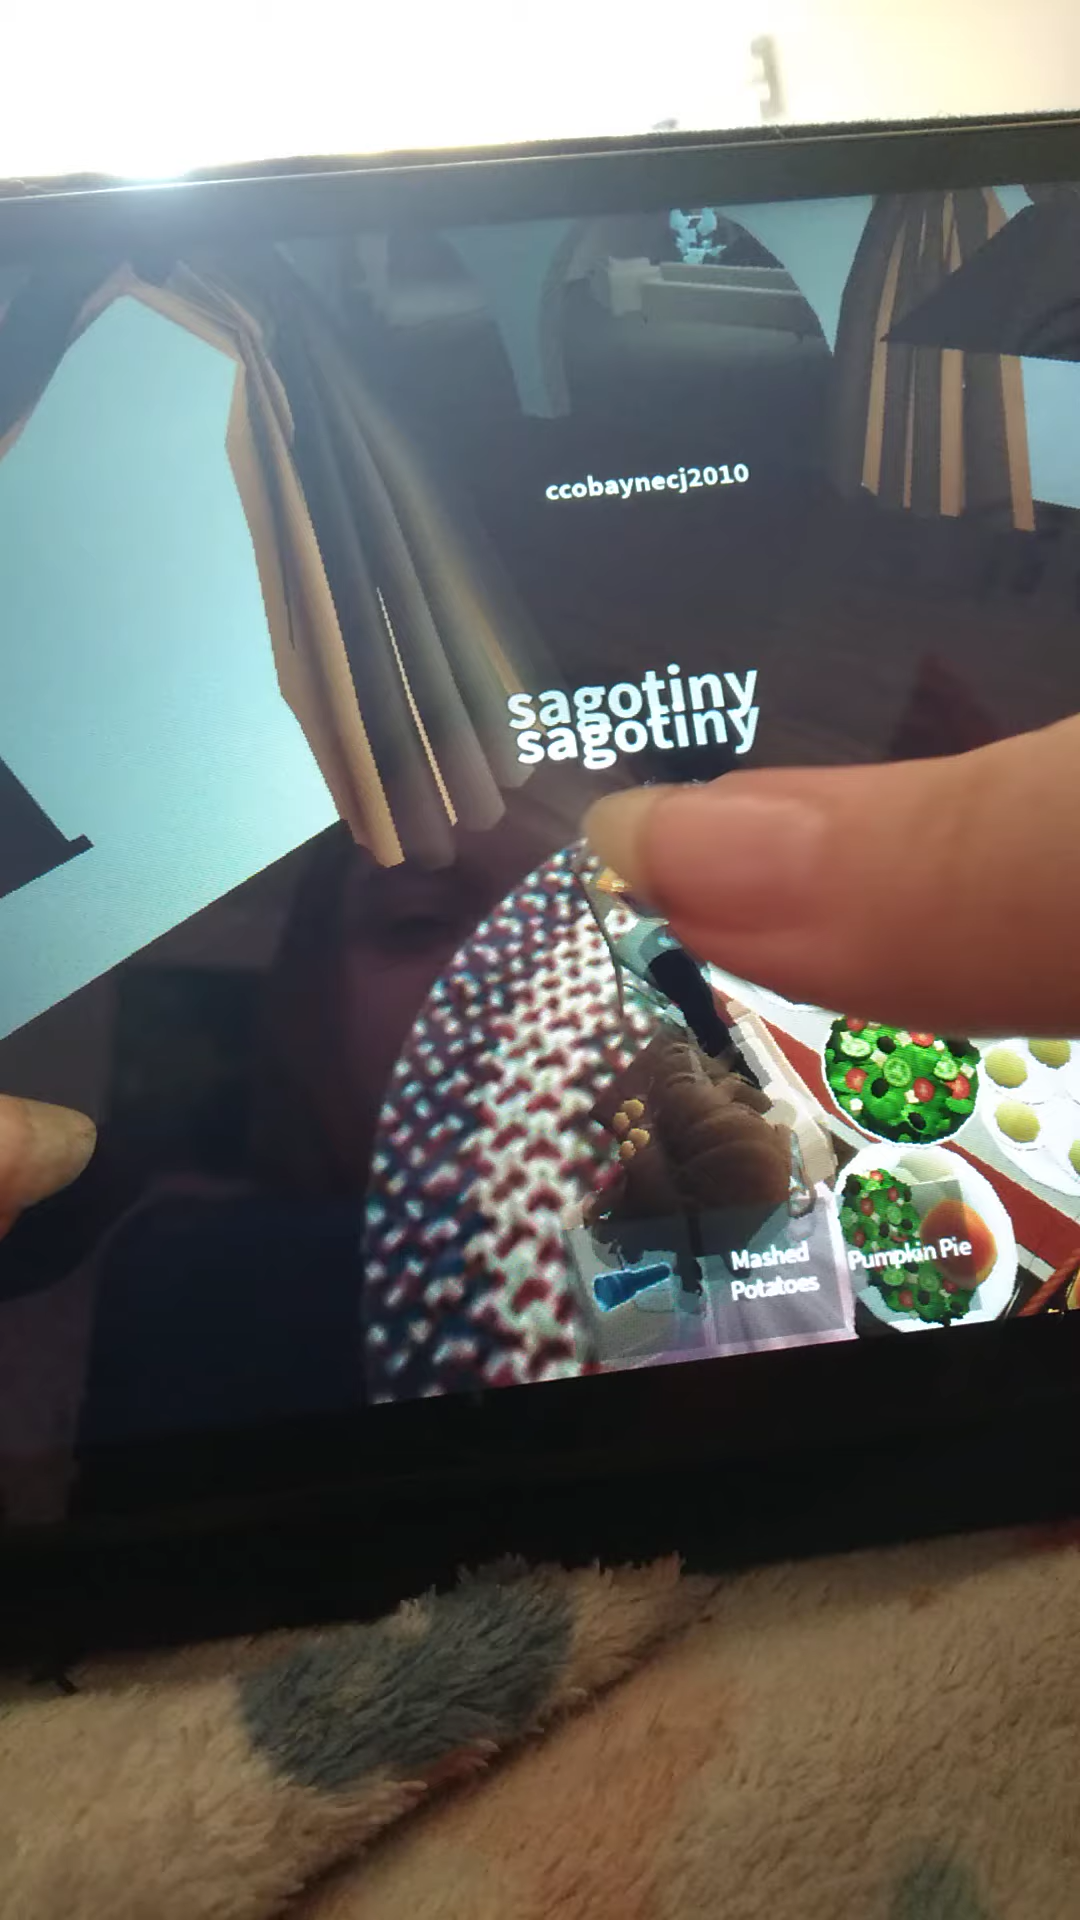 ccobaynecj2010
sagotiny
sagotiny
Mashed
Potatoes
Pumpkin Pie